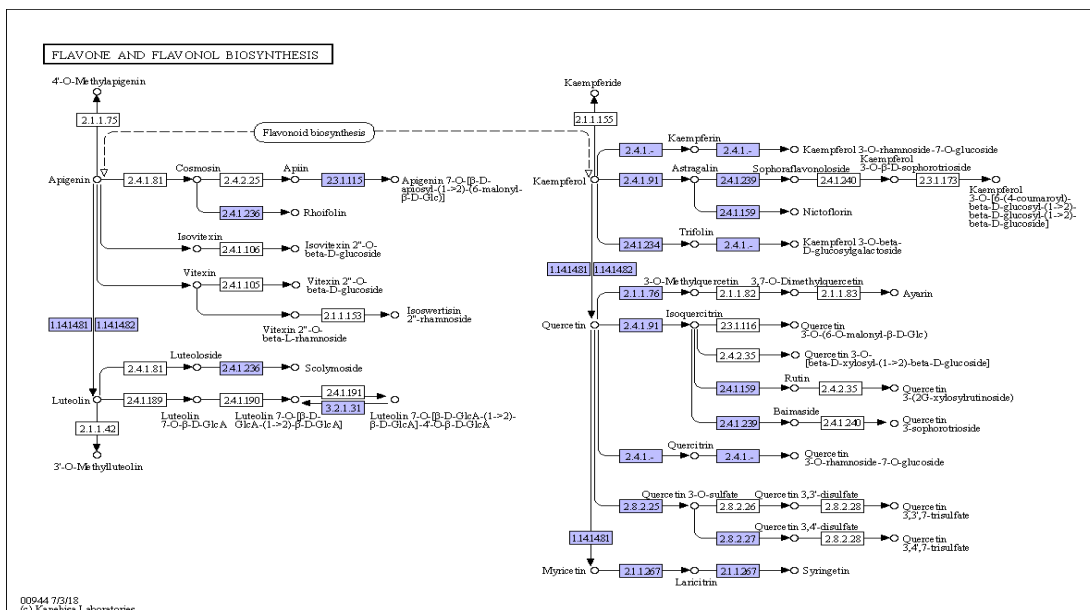 FLAVONE AND FLAVONOL BIOSYNTHESIS
4'-O-Methylapigenin
2.1.1.75
Flavonoid biosynthesis
Apigenin
2.4.1.81
Cosmosin
2.4.2.25
Apiin
2.3.1.115
Apigenin 7-O-[β-D-
apiosyl-(1->2)-(6-malonyl-
β-D-Glc)]
2.4.1.236
Rhoifolin
Isovitexin
2.4.1.106
Isovitexin 2''-O-
beta-D-glucoside
Vitexin
2.4.1.105
Vitexin 2''-O-
beta-D-glucoside
Vitexin 2''-O-
beta-L-rhamnoside
2.1.1.153
Isoswertisin
2''-rhamnoside
1.14.14.81
1.14.14.82
Luteolin
2.4.1.81
Luteoloside
2.4.1.236
Scolymoside
2.4.1.189
Luteolin
7-O-β-D-GlcA
2.4.1.190
Luteolin 7-O-[β-D-
GlcA-(1->2)-β-D-GlcA]
2.4.1.191
3.2.1.31
Luteolin 7-O-[β-D-GlcA-(1->2)-
β-D-GlcA]-4'-O-β-D-GlcA
2.1.1.42
3'-O-Methylluteolin
Kaempferide
2.1.1.155
Kaempferol
2.4.1.-
Kaempferin
2.4.1.-
Kaempferol 3-O-rhamnoside-7-O-glucoside
2.4.1.91
Astragalin
2.4.1.239
Sophoraflavonoloside
2.4.1.240
Kaempferol
3-O-β-D-sophorotrioside
2.3.1.173
Kaempferol
3-O-[6-(4-coumaroyl)-
beta-D-glucosyl-(1->2)-
beta-D-glucosyl-(1->2)-
beta-D-glucoside]
2.4.1.159
Nictoflorin
2.4.1.234
Trifolin
2.4.1.-
Kaempferol 3-O-beta-
D-glucosylgalactoside
1.14.14.81
1.14.14.82
Quercetin
2.1.1.76
3-O-Methylquercetin
2.1.1.82
3,7-O-Dimethylquercetin
2.1.1.83
Ayarin
2.4.1.91
Isoquercitrin
2.3.1.116
Quercetin
3-O-(6-O-malonyl-β-D-Glc)
2.4.2.35
Quercetin 3-O-
[beta-D-xylosyl-(1->2)-beta-D-glucoside]
2.4.1.159
Rutin
2.4.2.35
Quercetin
3-(2G-xylosylrutinoside)
2.4.1.239
Baimaside
2.4.1.240
Quercetin
3-sophorotrioside
2.4.1.-
Quercitrin
2.4.1.-
Quercetin
3-O-rhamnoside-7-O-glucoside
2.8.2.25
Quercetin 3-O-sulfate
2.8.2.26
Quercetin 3,3'-disulfate
2.8.2.28
Quercetin
3,3',7-trisulfate
2.8.2.27
Quercetin 3,4'-disulfate
2.8.2.28
Quercetin
3,4',7-trisulfate
1.14.14.81
Myricetin
2.1.1.267
Laricitrin
2.1.1.267
Syringetin
00944 7/3/18
(c) Kanehisa Laboratories